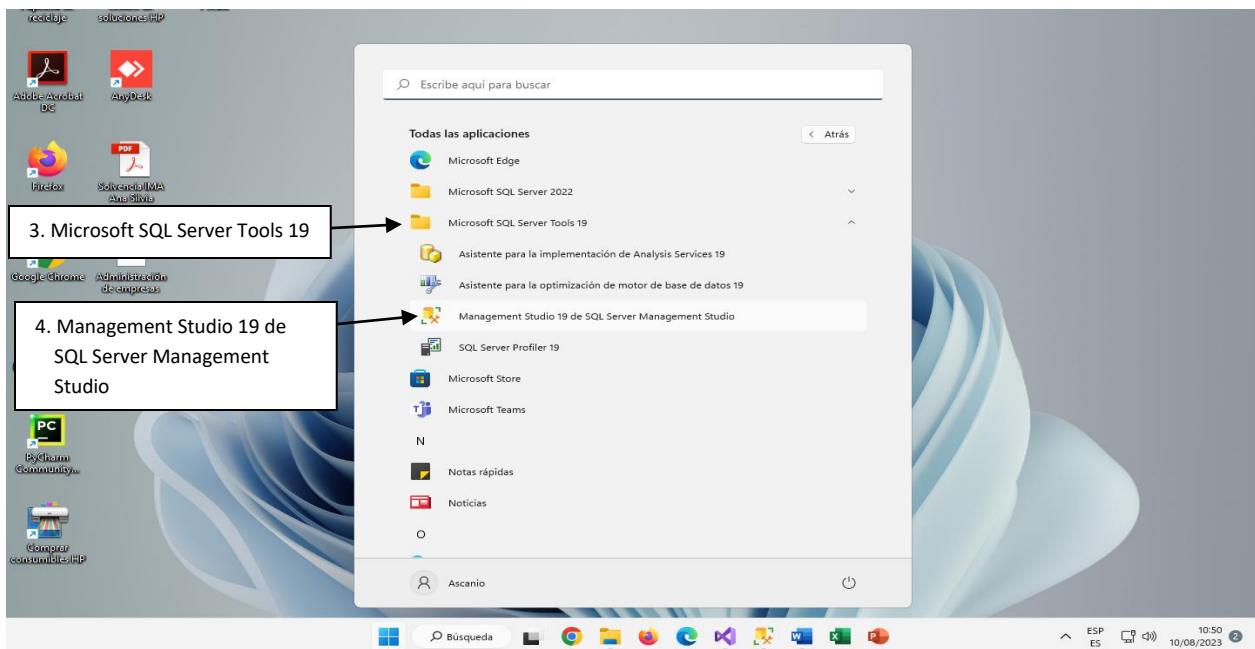 reciclaje
soluciones HP
Adobe Acrobat
DC
AnyDesk
Firefox
PDF
Solvencia IMA
Ana Silvia
3. Microsoft SQL Server Tools 19
Google Chrome
Administración
de empresas
4. Management Studio 19 de
SQL Server Management
Studio
PC
PyCharm
Community...
Comprar
consumibles HP
Escribe aquí para buscar
Todas las aplicaciones
< Atrás
Microsoft Edge
Microsoft SQL Server 2022
Microsoft SQL Server Tools 19
Asistente para la implementación de Analysis Services 19
Asistente para la optimización de motor de base de datos 19
Management Studio 19 de SQL Server Management Studio
SQL Server Profiler 19
Microsoft Store
Microsoft Teams
N
Notas rápidas
Noticias
O
Ascanio
Búsqueda
ESP
ES
10:50
10/08/2023
2